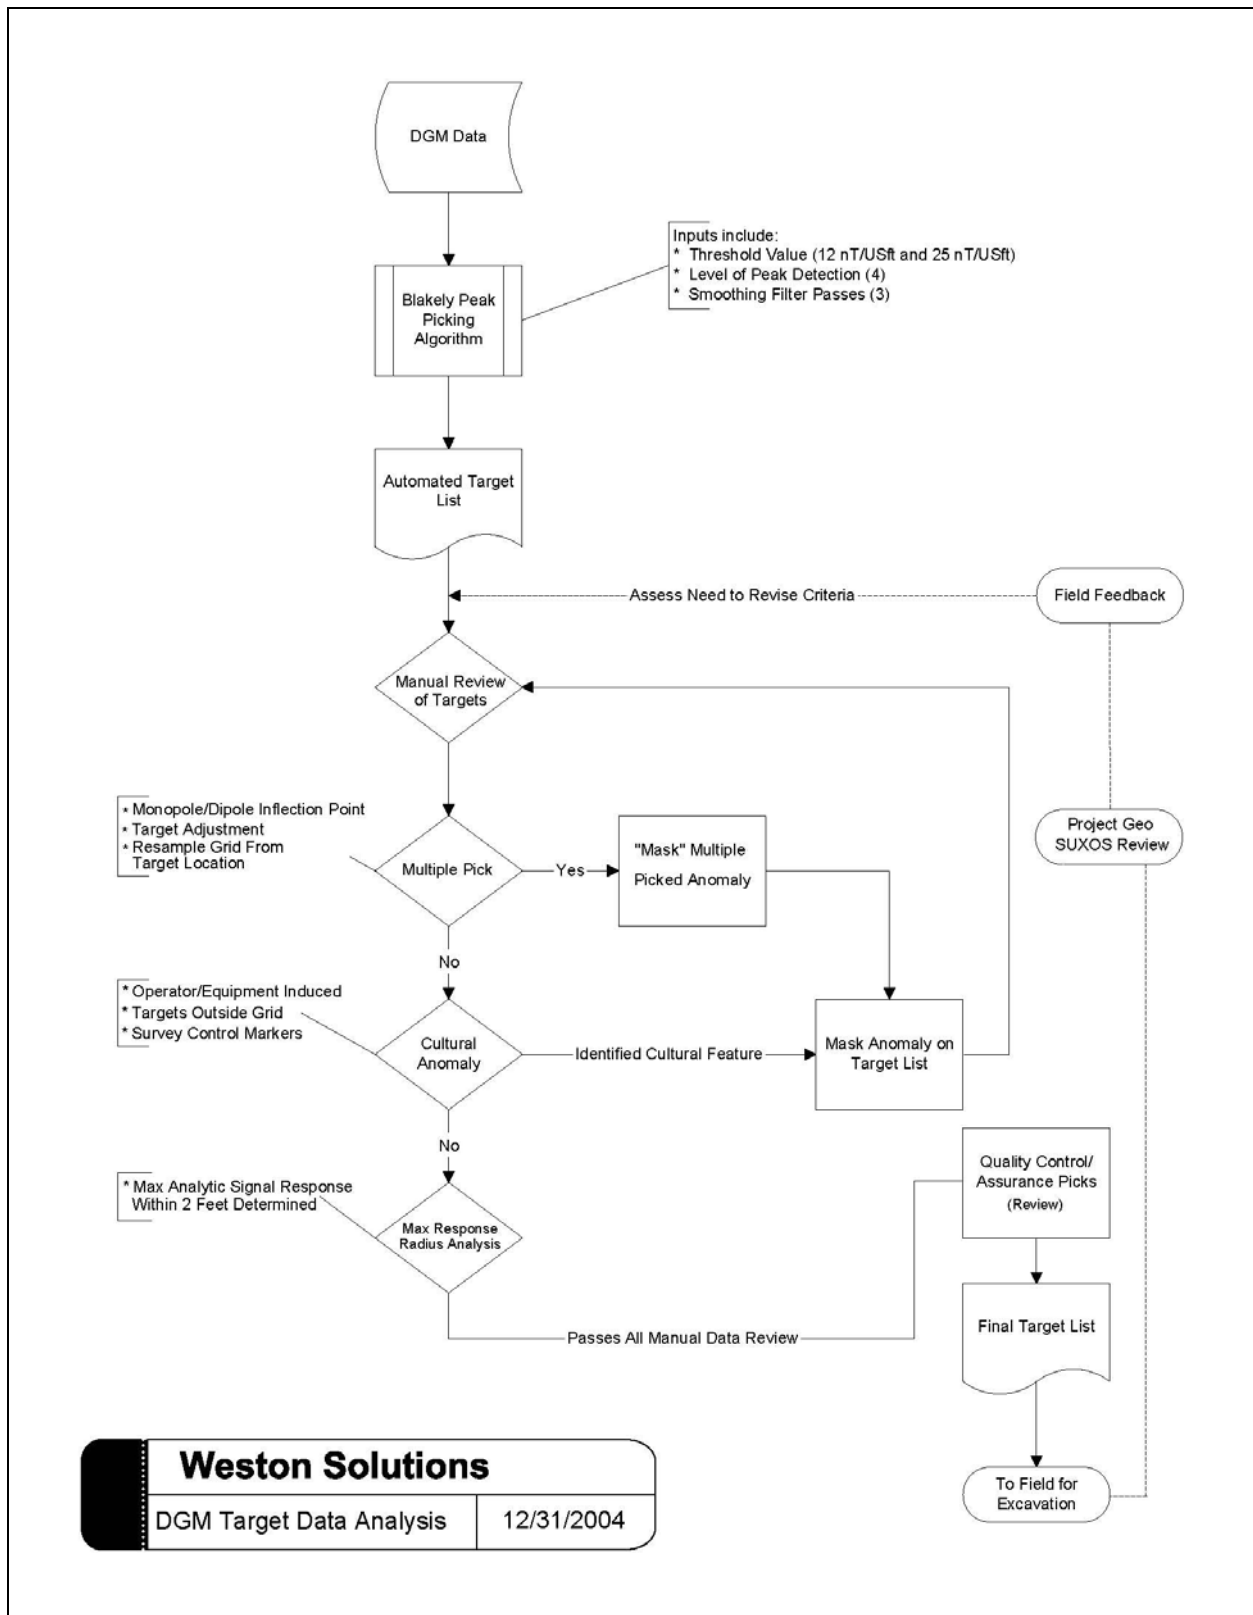 DGM Data
Inputs include:
* Threshold Value (12 nT/USft and 25 nT/USft)
* Level of Peak Detection (4)
* Smoothing Filter Passes (3)
Blakely Peak
Picking
Algorithm
Automated Target
List
Assess Need to Revise Criteria
Field Feedback
Manual Review
of Targets
* Monopole/Dipole Inflection Point
* Target Adjustment
* Resample Grid From
Target Location
Multiple Pick
Yes
"Mask" Multiple
Picked Anomaly
Project Geo
SUXOS Review
No
* Operator/Equipment Induced
* Targets Outside Grid
* Survey Control Markers
Cultural
Anomaly
Identified Cultural Feature
Mask Anomaly on
Target List
No
* Max Analytic Signal Response
Within 2 Feet Determined
Max Response
Radius Analysis
Quality Control/
Assurance Picks
(Review)
Passes All Manual Data Review
Final Target List
To Field for
Excavation
Weston Solutions
DGM Target Data Analysis
12/31/2004